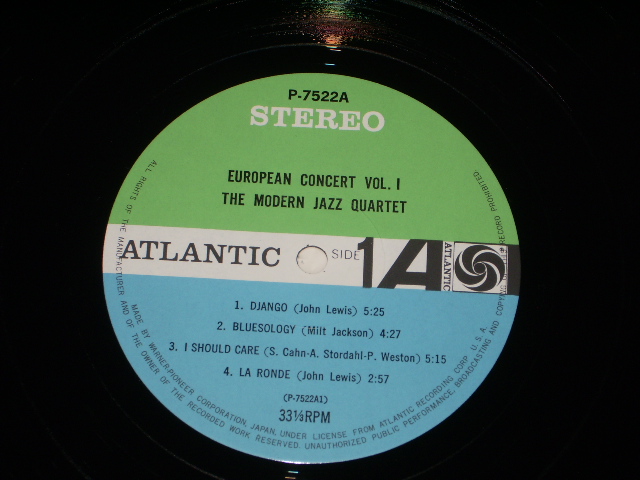 P-7522A
STEREO
EUROPEAN CONCERT VOL. I
THE MODERN JAZZ QUARTET
ATLANTIC
SIDE 1
A
ATLANTIC
1. DJANGO (John Lewis) 5:25
2. BLUESOLOGY (Milt Jackson) 4:27
3. I SHOULD CARE (S. Cahn-A. Stordahl-P. Weston) 5:15
4. LA RONDE (John Lewis) 2:57
(P-7522A1)
33⅓RPM
MADE BY WARNER-PIONEER CORPORATION, JAPAN, UNDER LICENSE FROM ATLANTIC RECORDING CORP. U. S. A.
ALL RIGHTS OF THE MANUFACTURER AND OF THE OWNER OF THE RECORDED WORK RESERVED. UNAUTHORIZED PUBLIC PERFORMANCE, BROADCASTING AND COPYING RECORD PROHIBITED.